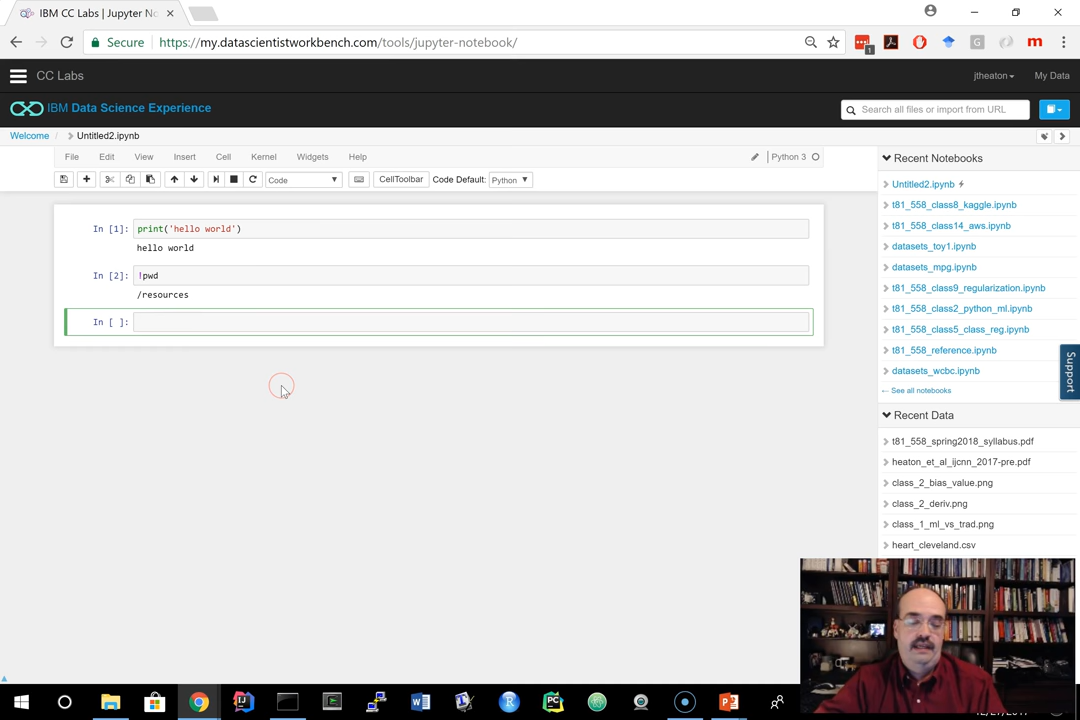 IBM CC Labs | Jupyter No
Secure https://my.datascientistworkbench.com/tools/jupyter-notebook/
1
G
m
CC Labs
jtheaton
My Data
IBM Data Science Experience
Search all files or import from URL
Welcome / Untitled2.ipynb
File Edit View Insert Cell Kernel Widgets Help
Python 3
Code
CellToolbar
Code Default: Python
In [1]: print('hello world')
hello world
In [2]: !pwd
/resources
In [ ]:
Recent Notebooks
Untitled2.ipynb
t81_558_class8_kaggle.ipynb
t81_558_class14_aws.ipynb
datasets_toy1.ipynb
datasets_mpg.ipynb
t81_558_class9_regularization.ipynb
t81_558_class2_python_ml.ipynb
t81_558_class5_class_reg.ipynb
t81_558_reference.ipynb
datasets_wcbc.ipynb
See all notebooks
Support
Recent Data
t81_558_spring2018_syllabus.pdf
heaton_et_al_ijcnn_2017-pre.pdf
class_2_bias_value.png
class_2_deriv.png
class_1_ml_vs_trad.png
heart_cleveland.csv